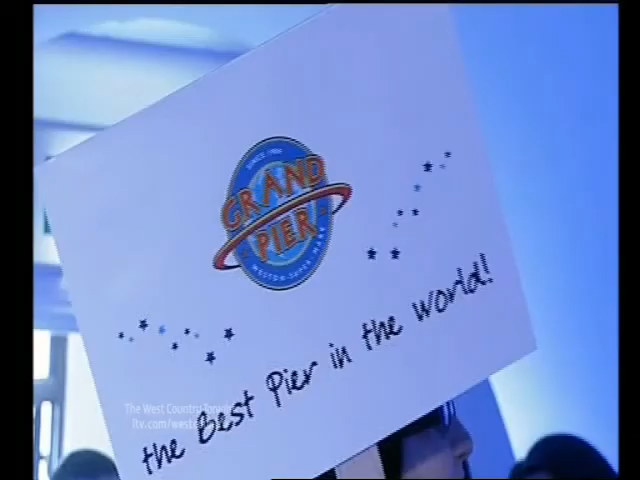 SINCE 1904
GRAND
PIER
WESTON-SUPER-MARE
the Best Pier in the world!
The West Country Tonight
itv.com/west